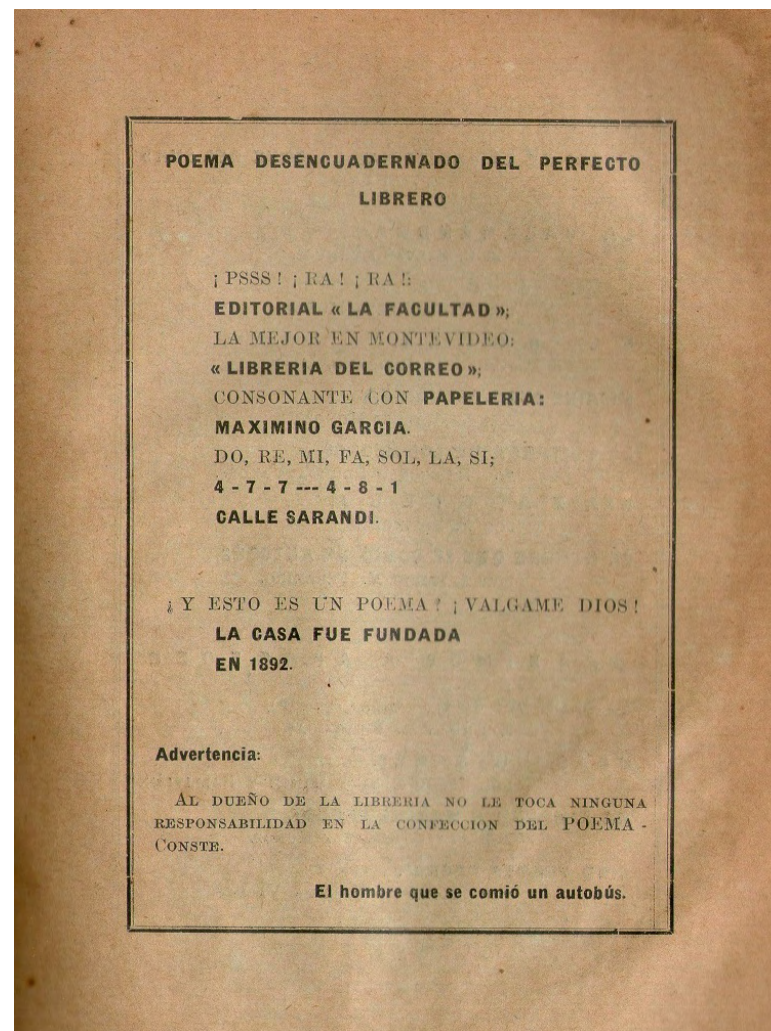 POEMA DESENCUADERNADO DEL PERFECTO
LIBRERO
¡ PSSS ! ¡ RA ! ¡ RA !:
EDITORIAL « LA FACULTAD »;
LA MEJOR EN MONTEVIDEO:
« LIBRERIA DEL CORREO »;
CONSONANTE CON PAPELERIA:
MAXIMINO GARCIA.
DO, RE, MI, FA, SOL, LA, SI;
4 - 7 - 7 --- 4 - 8 - 1
CALLE SARANDI.
¿ Y ESTO ES UN POEMA ? ¡ VALGAME DIOS !
LA CASA FUE FUNDADA
EN 1892.
Advertencia:
AL DUEÑO DE LA LIBRERIA NO LE TOCA NINGUNA
RESPONSABILIDAD EN LA CONFECCION DEL POEMA -
CONSTE.
El hombre que se comió un autobús.